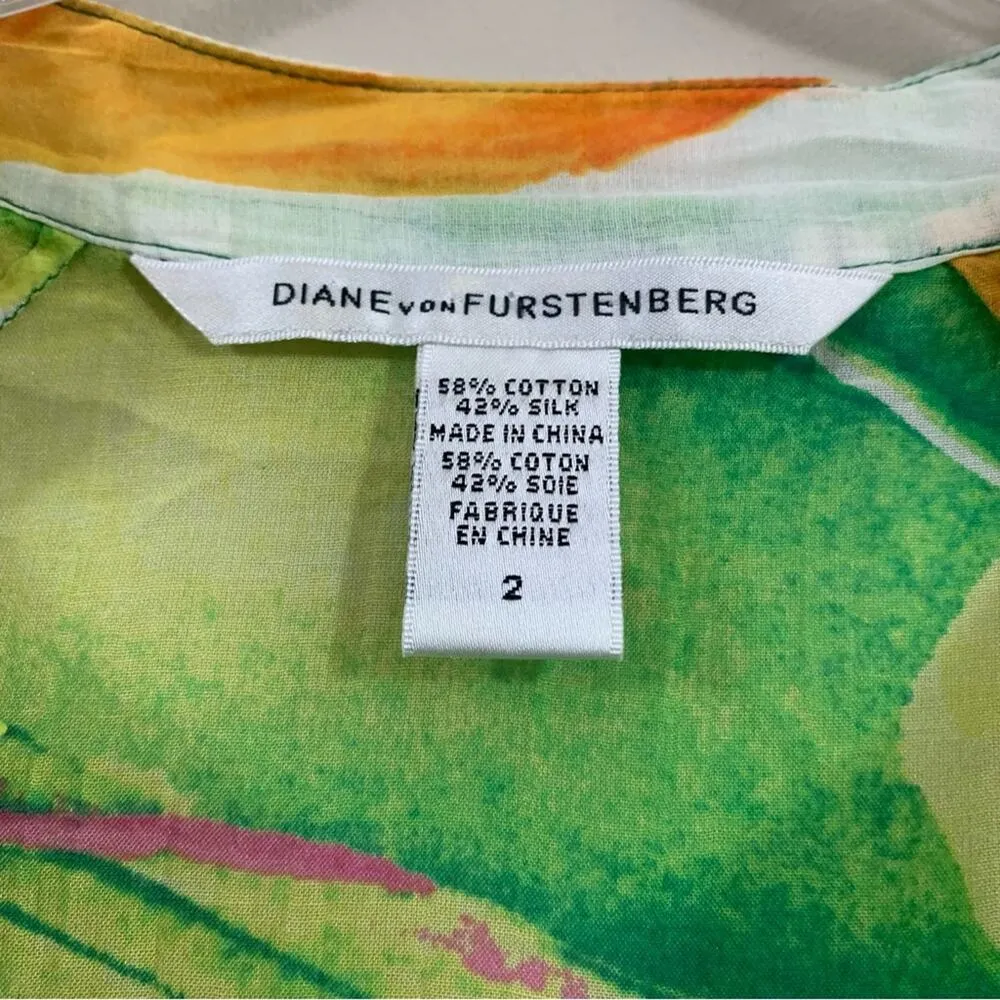 DIANE VON FURSTENBERG
58% COTTON
42% SILK
MADE IN CHINA
58% COTON
42% SOIE
FABRIQUE
EN CHINE
2